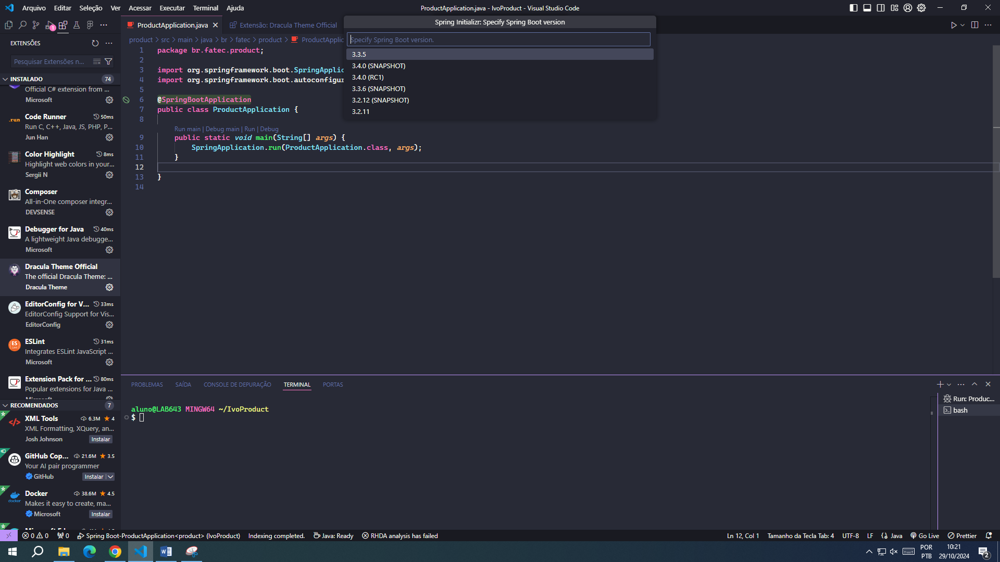 Arquivo Editar Seleção Ver Acessar Executar Terminal Ajuda
ProductApplication.java - IvoProduct - Visual Studio Code
1
ProductApplication.java
Extensão: Dracula Theme Official
Spring Initializr: Specify Spring Boot version
Specify Spring Boot version.
3.3.5
3.4.0 (SNAPSHOT)
3.4.0 (RC1)
3.3.6 (SNAPSHOT)
3.2.12 (SNAPSHOT)
3.2.11
EXTENSÕES
Pesquisar Extensões n...
INSTALADO 74
Official C# extension from ...
Microsoft
Code Runner 50ms
.run
Run C, C++, Java, JS, PHP, P...
Jun Han
Color Highlight 8ms
Highlight web colors in your...
Sergii N
Composer
All-in-One composer integr...
DEVSENSE
Debugger for Java 40ms
A lightweight Java debugge...
Microsoft
Dracula Theme Official
The official Dracula Theme: ...
Dracula Theme
EditorConfig for V... 33ms
EditorConfig Support for Vis...
EditorConfig
ESLint 31ms
ES
Lint
Integrates ESLint JavaScript ...
Microsoft
Extension Pack for ... 80ms
Popular extensions for Java ...
Microsoft
RECOMENDADOS 7
XML Tools 6.3M 4
XML Formatting, XQuery, an...
Josh Johnson Instalar
GitHub Cop... 21.6M 3.5
Your AI pair programmer
GitHub Instalar
Docker 38.6M 4.5
docker
Makes it easy to create, ma...
Microsoft Instalar
product > src > main > java > br > fatec > product > ProductApplic
1 package br.fatec.product;
2
3 import org.springframework.boot.SpringApplic
4 import org.springframework.boot.autoconfigur
5
6 @SpringBootApplication
7 public class ProductApplication {
8
Run main | Debug main | Run | Debug
9 public static void main(String[] args) {
10 SpringApplication.run(ProductApplication.class, args);
11 }
12
13 }
14
PROBLEMAS SAÍDA CONSOLE DE DEPURAÇÃO TERMINAL PORTAS
aluno@LAB643 MINGW64 ~/IvoProduct
$
Run: Produc...
bash
0 0 0 Spring Boot-ProductApplication<product> (IvoProduct) Indexing completed. Java: Ready RHDA analysis has failed
Ln 12, Col 1 Tamanho da Tecla Tab: 4 UTF-8 LF Java Go Live Prettier
POR
PTB
10:21
29/10/2024
2